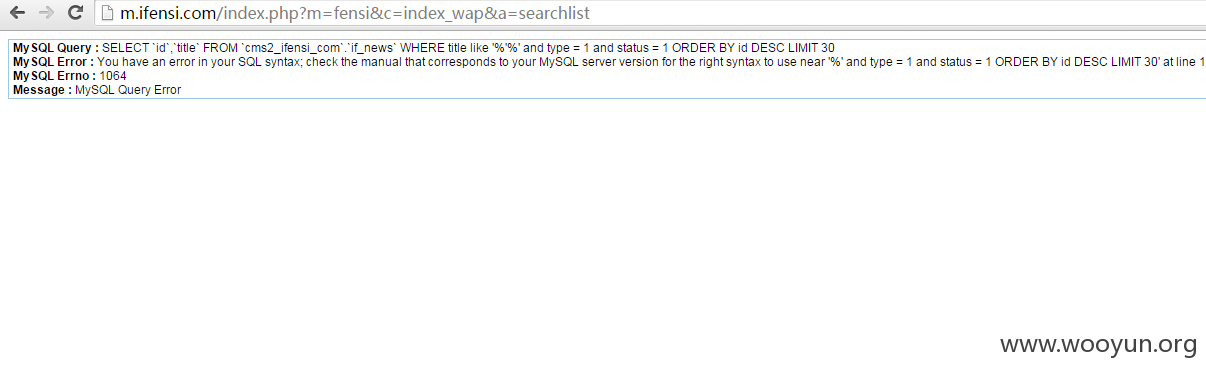 m.ifensi.com/index.php?m=fensi&c=index_wap&a=searchlist
MySQL Query : SELECT `id`,`title` FROM `cms2_ifensi_com`.`if_news` WHERE title like '%'%' and type = 1 and status = 1 ORDER BY id DESC LIMIT 30
MySQL Error : You have an error in your SQL syntax; check the manual that corresponds to your MySQL server version for the right syntax to use near '%' and type = 1 and status = 1 ORDER BY id DESC LIMIT 30' at line 1
MySQL Errno : 1064
Message : MySQL Query Error
www.wooyun.org